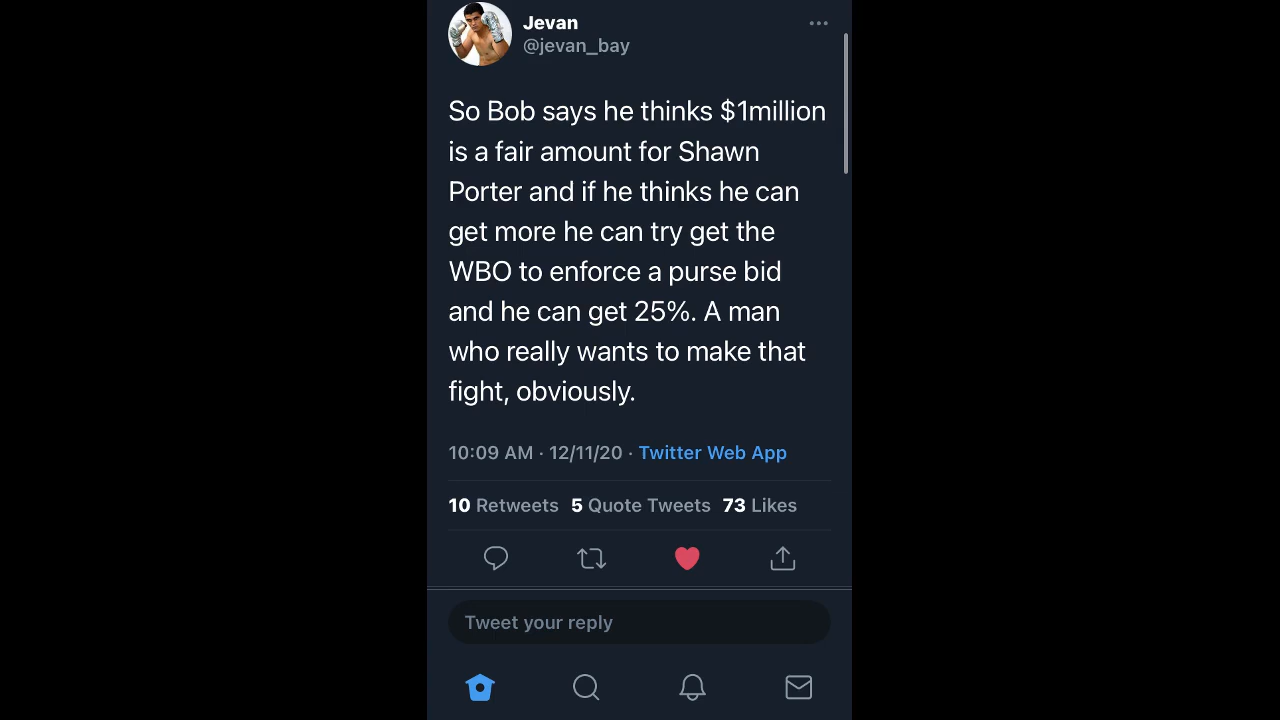 Jevan
@jevan_bay
So Bob says he thinks $1million
is a fair amount for Shawn
Porter and if he thinks he can
get more he can try get the
WBO to enforce a purse bid
and he can get 25%. A man
who really wants to make that
fight, obviously.
10:09 AM · 12/11/20 · Twitter Web App
10 Retweets 5 Quote Tweets 73 Likes
Tweet your reply